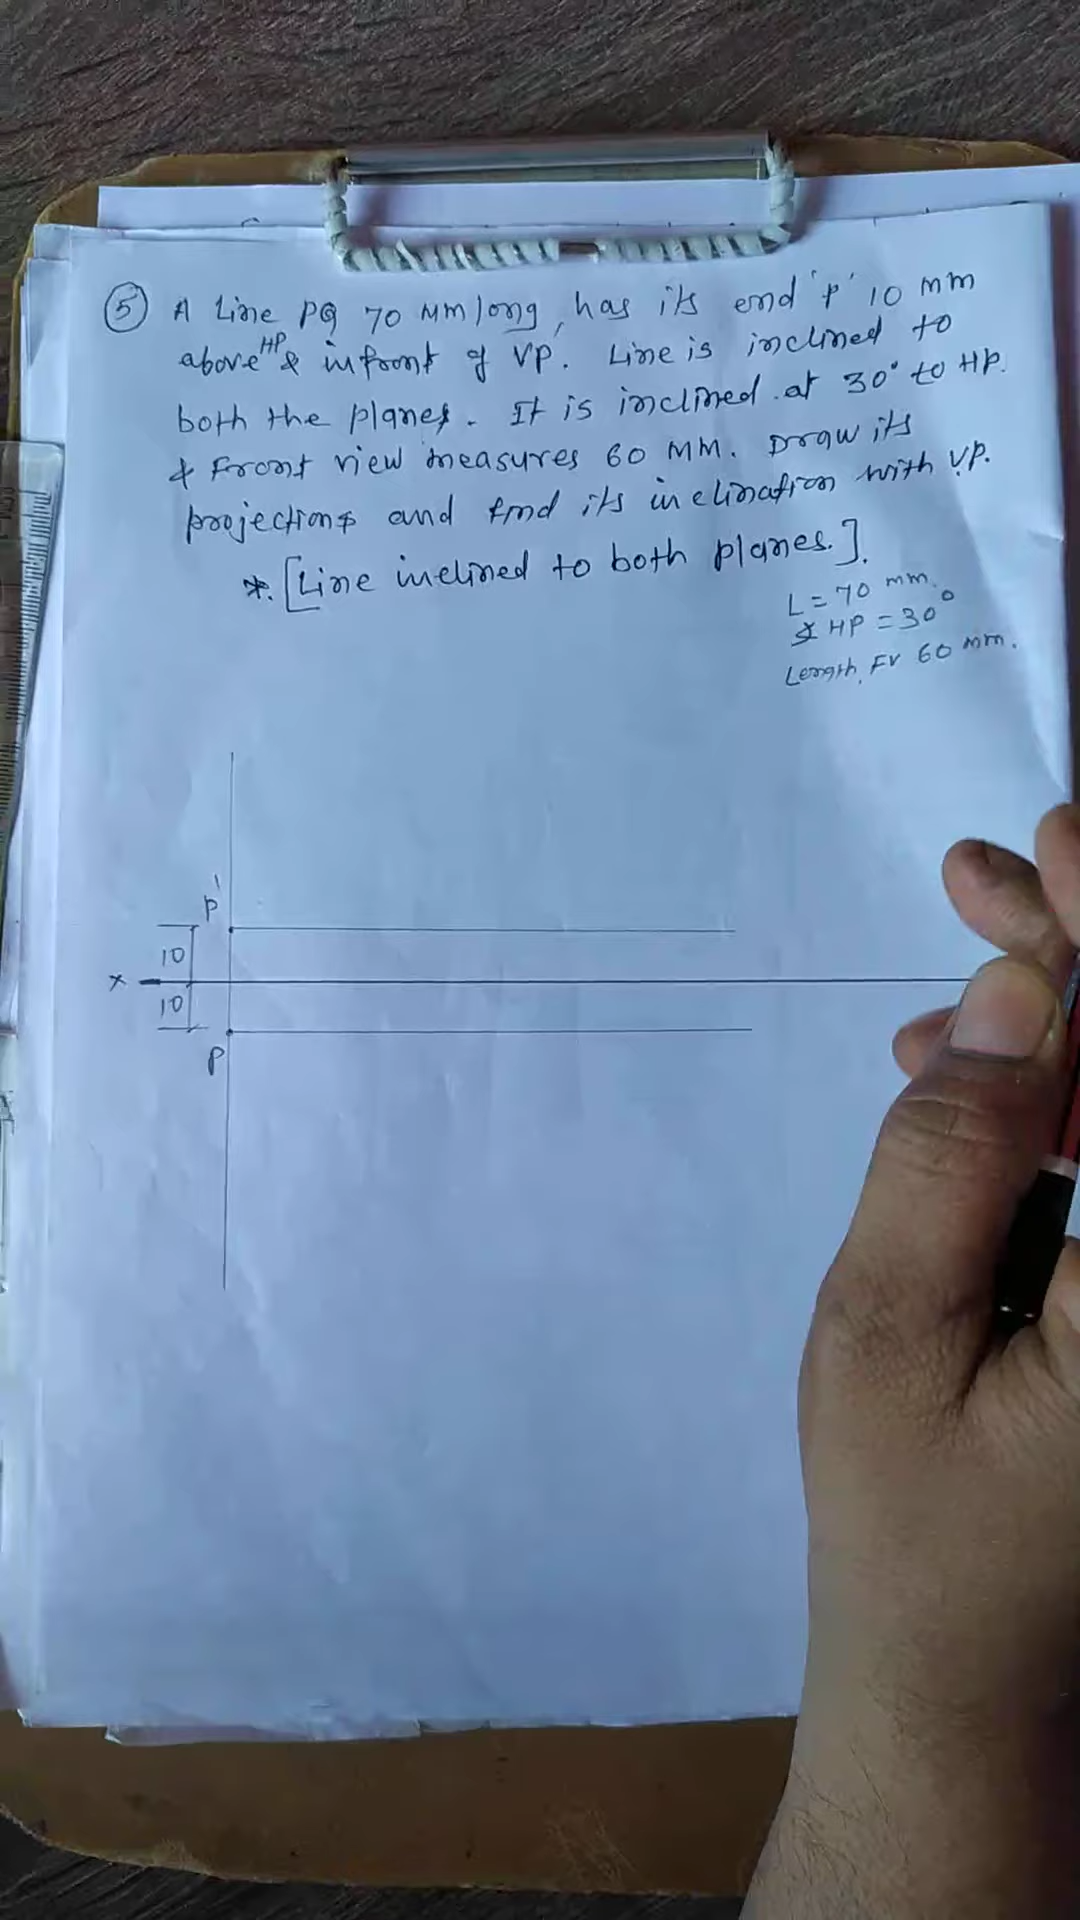 5 A Line PQ 70 MM long, has its end 'P' 10 mm
above HP & infront of VP. Line is inclined to
both the planes. It is inclined at 30° to HP.
& Front view measures 60 MM. Draw its
projections and find its inclination with VP.
*. [Line inclined to both planes.].
L = 70 mm.
∠ HP = 30°
Length, FV 60 mm.
P'
10
X
10
P